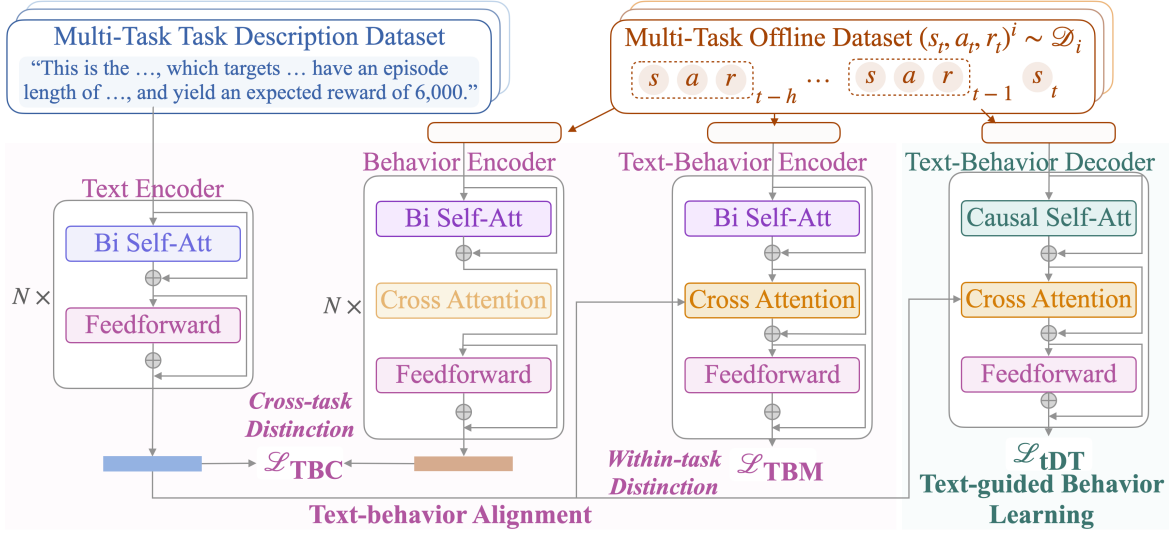 Multi-Task Task Description Dataset
“This is the …, which targets … have an episode
length of …, and yield an expected reward of 6,000.”
Multi-Task Offline Dataset (s_t, a_t, r_t)^i ∼ 𝒟_i
s a r t − h … s a r t − 1 s t
Text Encoder
Bi Self-Att
Feedforward
N ×
Behavior Encoder
Bi Self-Att
Cross Attention
Feedforward
N ×
Text-Behavior Encoder
Bi Self-Att
Cross Attention
Feedforward
Text-Behavior Decoder
Causal Self-Att
Cross Attention
Feedforward
Cross-task
Distinction
ℒ_TBC
Within-task
Distinction
ℒ_TBM
ℒ_tDT
Text-guided Behavior
Learning
Text-behavior Alignment